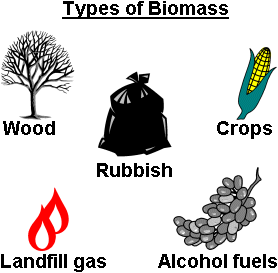 Types of Biomass
Wood
Crops
Rubbish
Landfill gas
Alcohol fuels